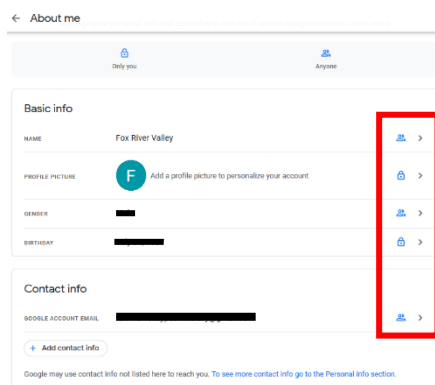 About me
Only you
Anyone
Basic info
NAME
Fox River Valley
PROFILE PICTURE
F
Add a profile picture to personalize your account
GENDER
BIRTHDAY
Contact info
GOOGLE ACCOUNT EMAIL
+ Add contact info
Google may use contact info not listed here to reach you. To see more contact info go to the Personal info section.